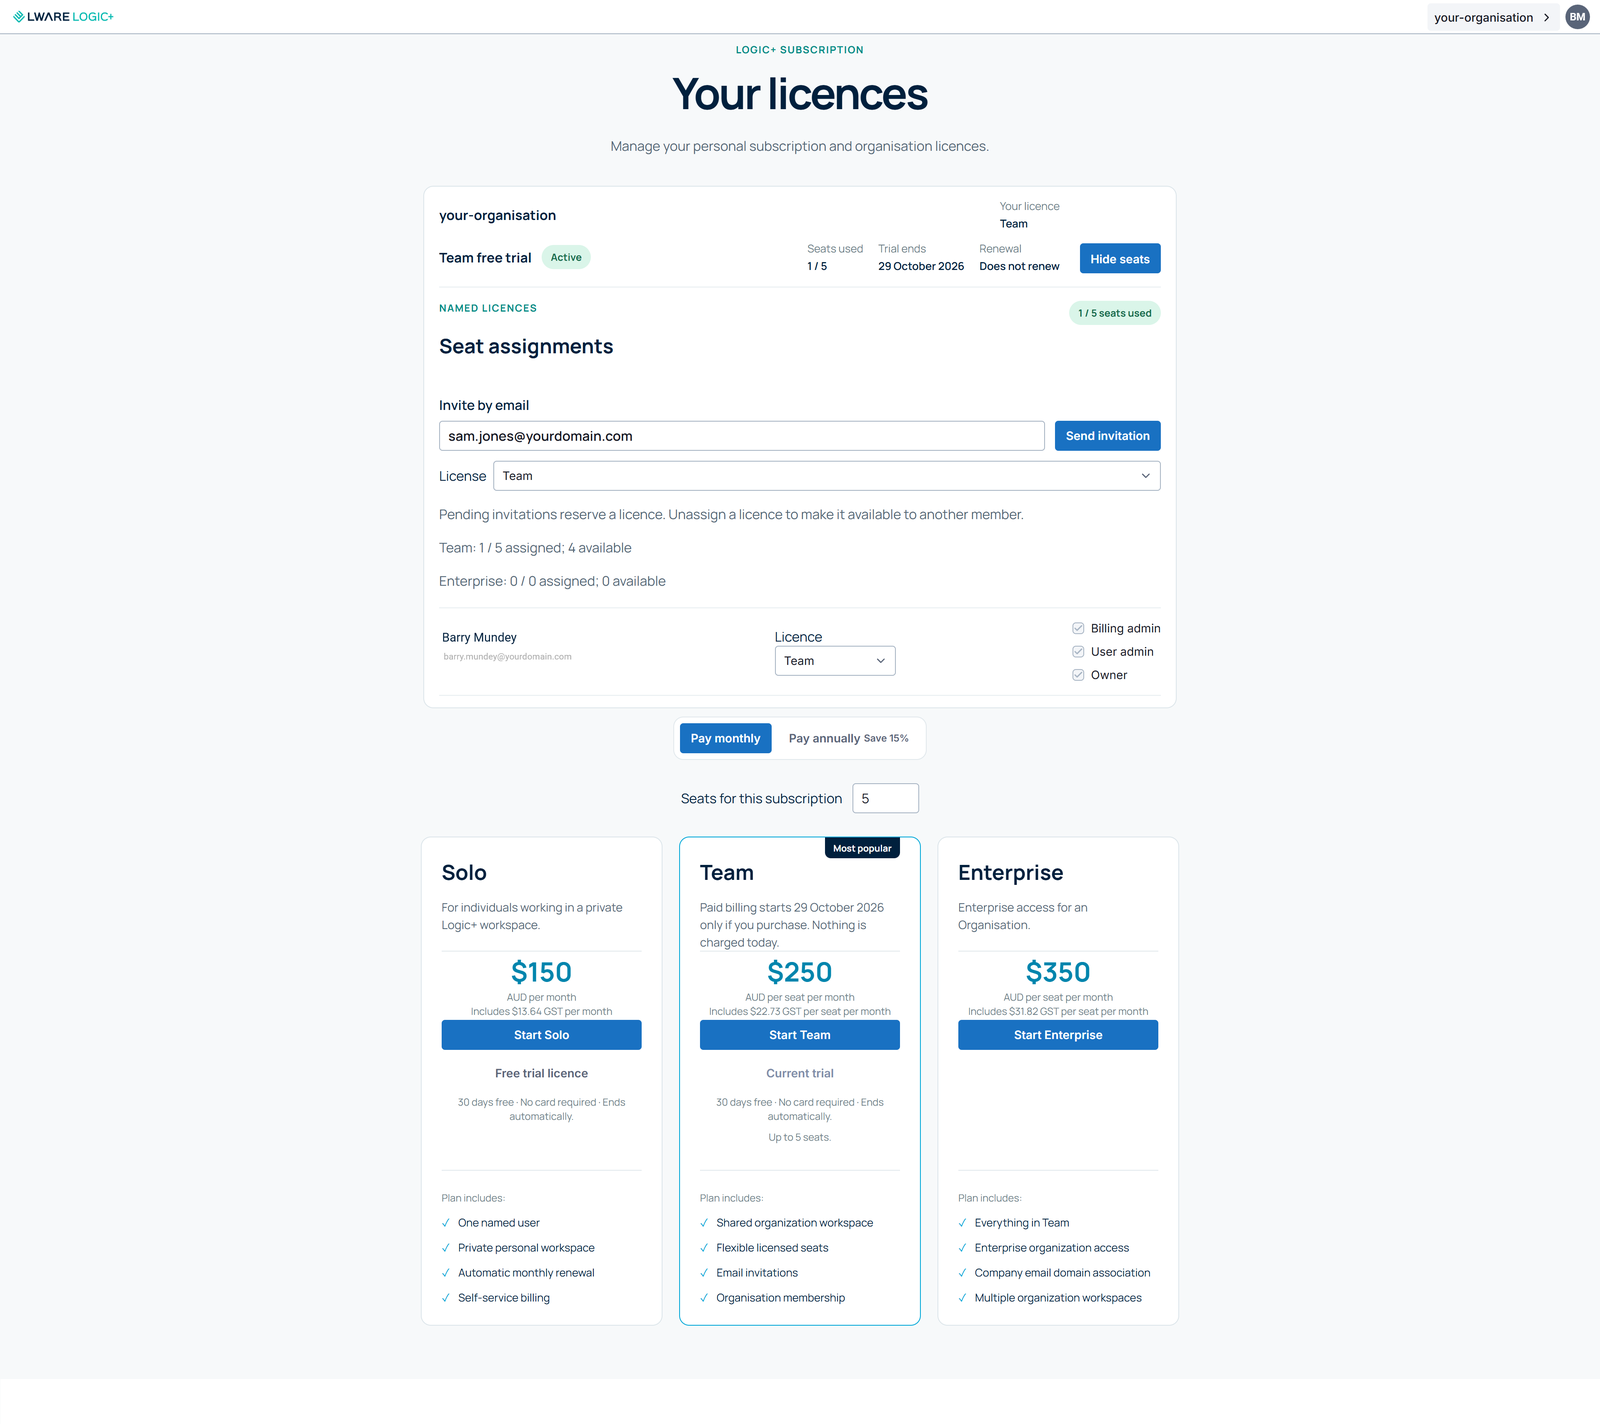 LWARE LOGIC+
your-organisation
BM
LOGIC+ SUBSCRIPTION
Your licences
Manage your personal subscription and organisation licences.
your-organisation
Your licence
Team
Team free trial
Active
Seats used
1 / 5
Trial ends
29 October 2026
Renewal
Does not renew
Hide seats
NAMED LICENCES
1 / 5 seats used
Seat assignments
Invite by email
sam.jones@yourdomain.com
Send invitation
License
Team
Pending invitations reserve a licence. Unassign a licence to make it available to another member.
Team: 1 / 5 assigned; 4 available
Enterprise: 0 / 0 assigned; 0 available
Barry Mundey
barry.mundey@yourdomain.com
Licence
Team
Billing admin
User admin
Owner
Pay monthly
Pay annually Save 15%
Seats for this subscription
5
Solo
For individuals working in a private
Logic+ workspace.
$150
AUD per month
Includes $13.64 GST per month
Start Solo
Free trial licence
30 days free · No card required · Ends
automatically.
Plan includes:
One named user
Private personal workspace
Automatic monthly renewal
Self-service billing
Most popular
Team
Paid billing starts 29 October 2026
only if you purchase. Nothing is
charged today.
$250
AUD per seat per month
Includes $22.73 GST per seat per month
Start Team
Current trial
30 days free · No card required · Ends
automatically.
Up to 5 seats.
Plan includes:
Shared organization workspace
Flexible licensed seats
Email invitations
Organisation membership
Enterprise
Enterprise access for an
Organisation.
$350
AUD per seat per month
Includes $31.82 GST per seat per month
Start Enterprise
Plan includes:
Everything in Team
Enterprise organization access
Company email domain association
Multiple organization workspaces